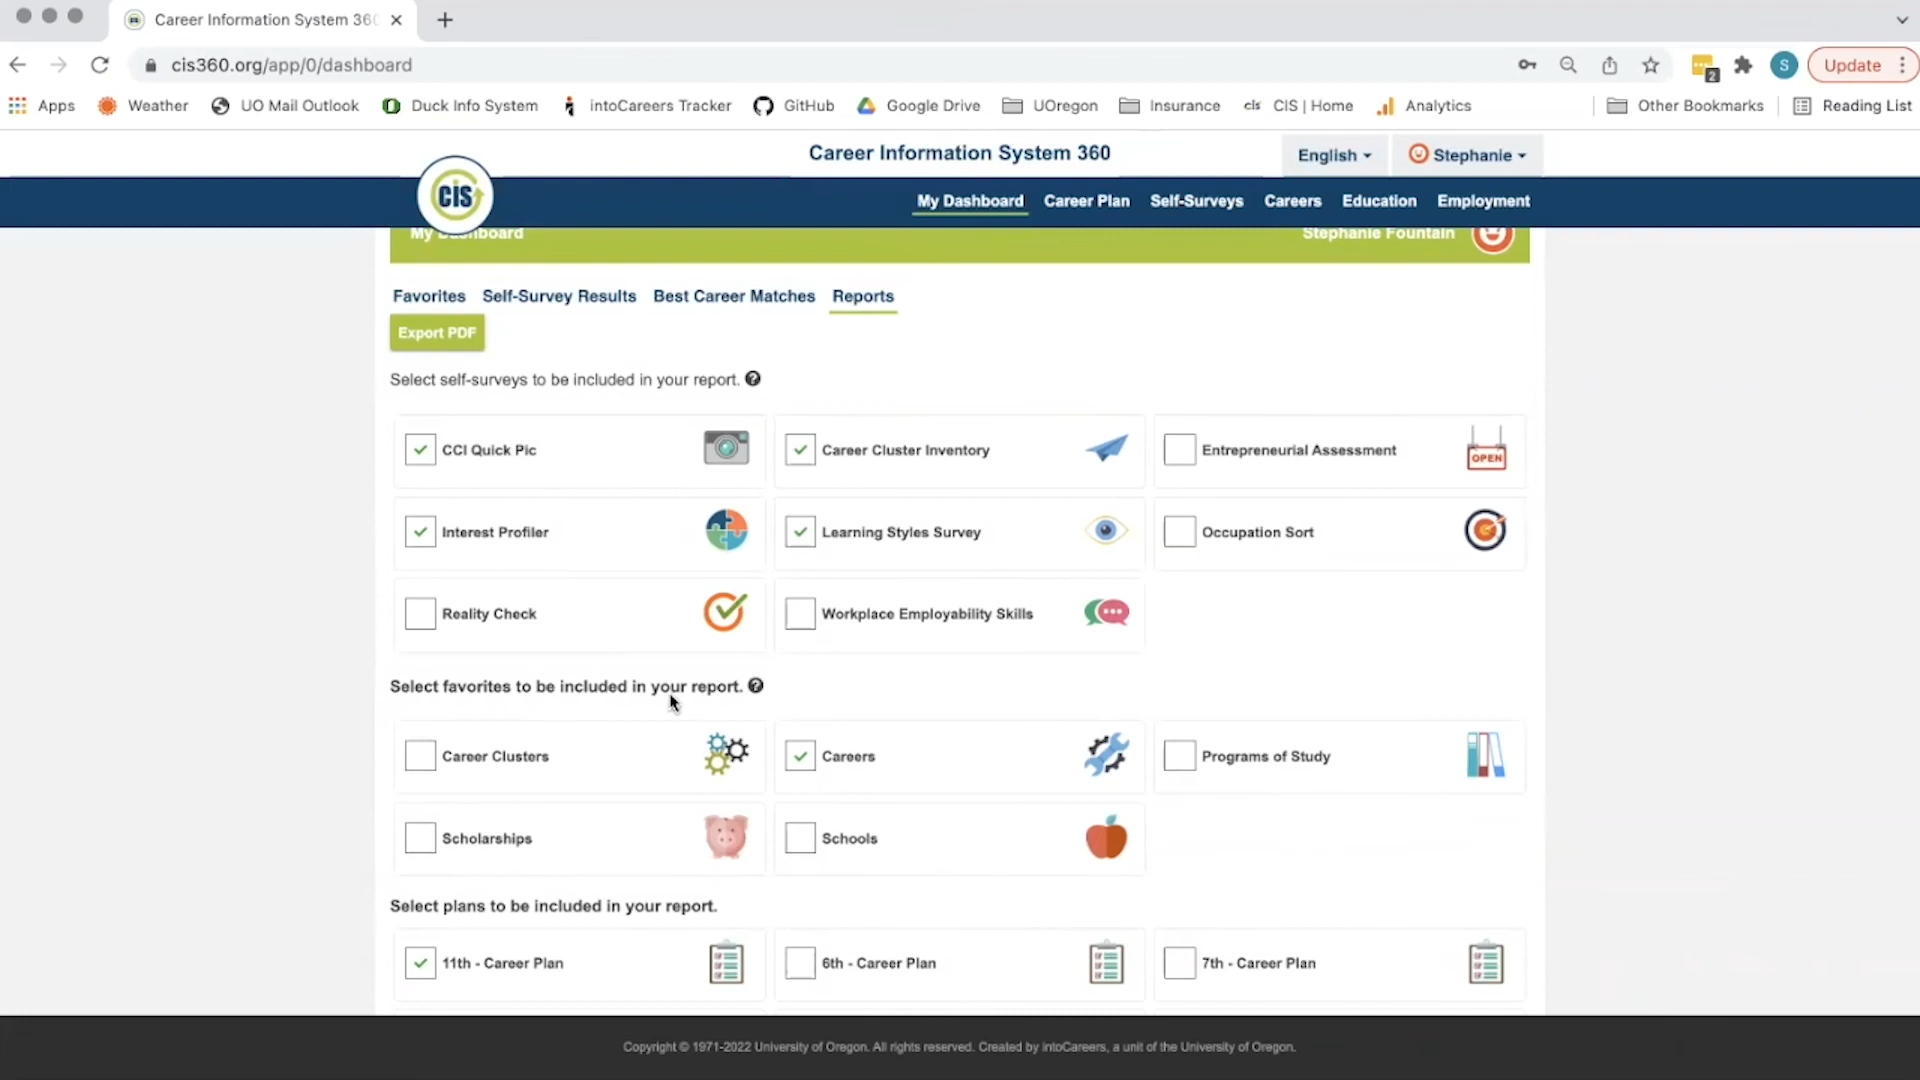 Career Information System 360
cis360.org/app/0/dashboard
2
S
Update
Apps
Weather
UO Mail Outlook
Duck Info System
intoCareers Tracker
GitHub
Google Drive
UOregon
Insurance
cis CIS | Home
Analytics
Other Bookmarks
Reading List
Career Information System 360
English
Stephanie
CiS
My Dashboard
Career Plan
Self-Surveys
Careers
Education
Employment
My Dashboard
Stephanie Fountain
Favorites
Self-Survey Results
Best Career Matches
Reports
Export PDF
Select self-surveys to be included in your report. ?
CCI Quick Pic
Career Cluster Inventory
Entrepreneurial Assessment
OPEN
Interest Profiler
Learning Styles Survey
Occupation Sort
Reality Check
Workplace Employability Skills
Select favorites to be included in your report. ?
Career Clusters
Careers
Programs of Study
Scholarships
Schools
Select plans to be included in your report.
11th - Career Plan
6th - Career Plan
7th - Career Plan
Copyright © 1971-2022 University of Oregon. All rights reserved. Created by intoCareers, a unit of the University of Oregon.